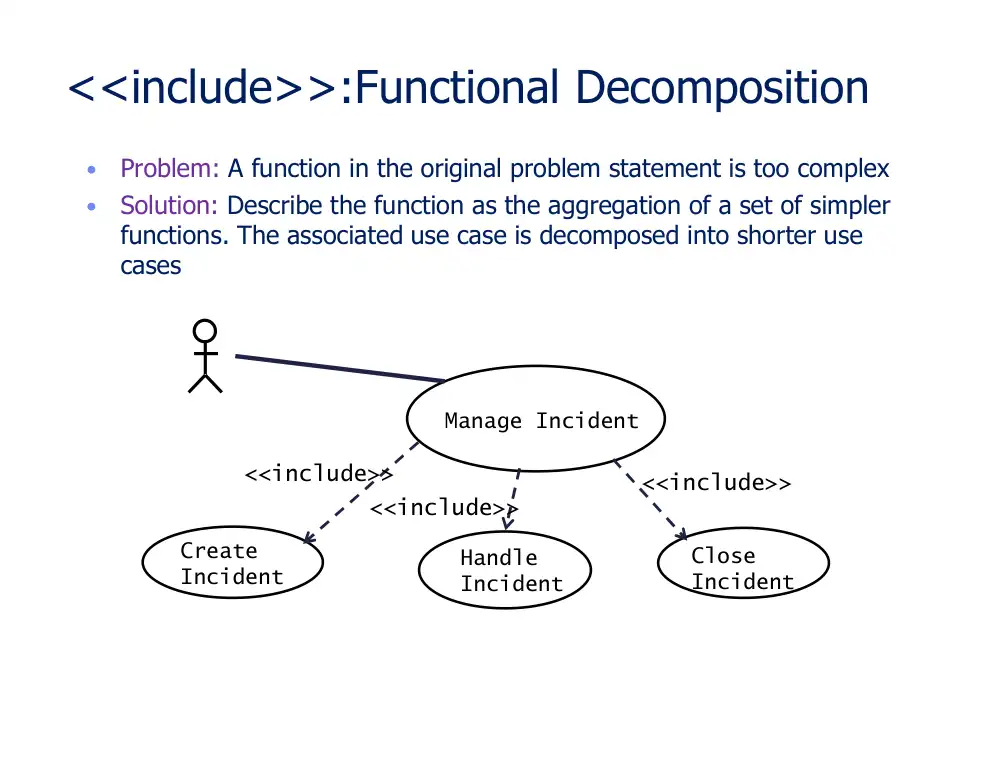 <<include>>:Functional Decomposition
• Problem: A function in the original problem statement is too complex
• Solution: Describe the function as the aggregation of a set of simpler
functions. The associated use case is decomposed into shorter use
cases
Manage Incident
<<include>>
<<include>>
<<include>>
Create
Incident
Handle
Incident
Close
Incident